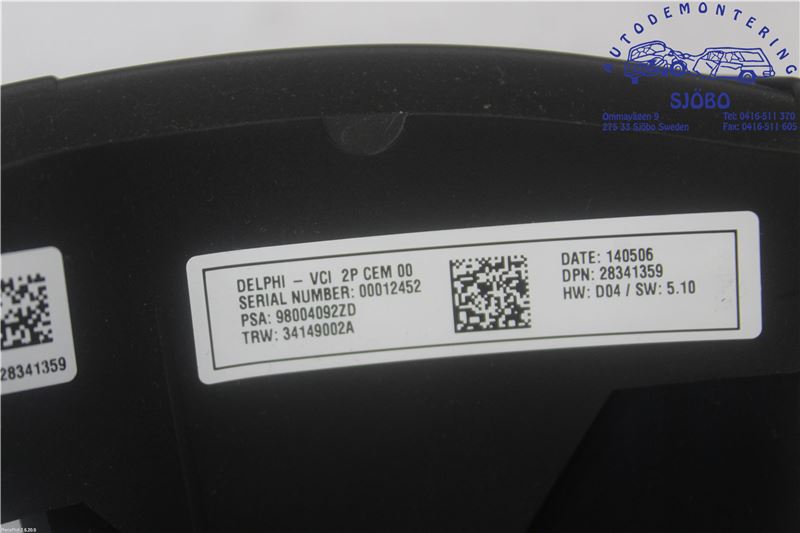 AUTODEMONTERING
SJÖBO
Ommavägen 9
275 33 Sjöbo Sweden
Tel: 0416-511 370
Fax: 0416-511 605
DELPHI - VCI 2P CEM 00
SERIAL NUMBER: 00012452
PSA: 98004092ZD
TRW: 34149002A
DATE: 140506
DPN: 28341359
HW: D04 / SW: 5.10
28341359